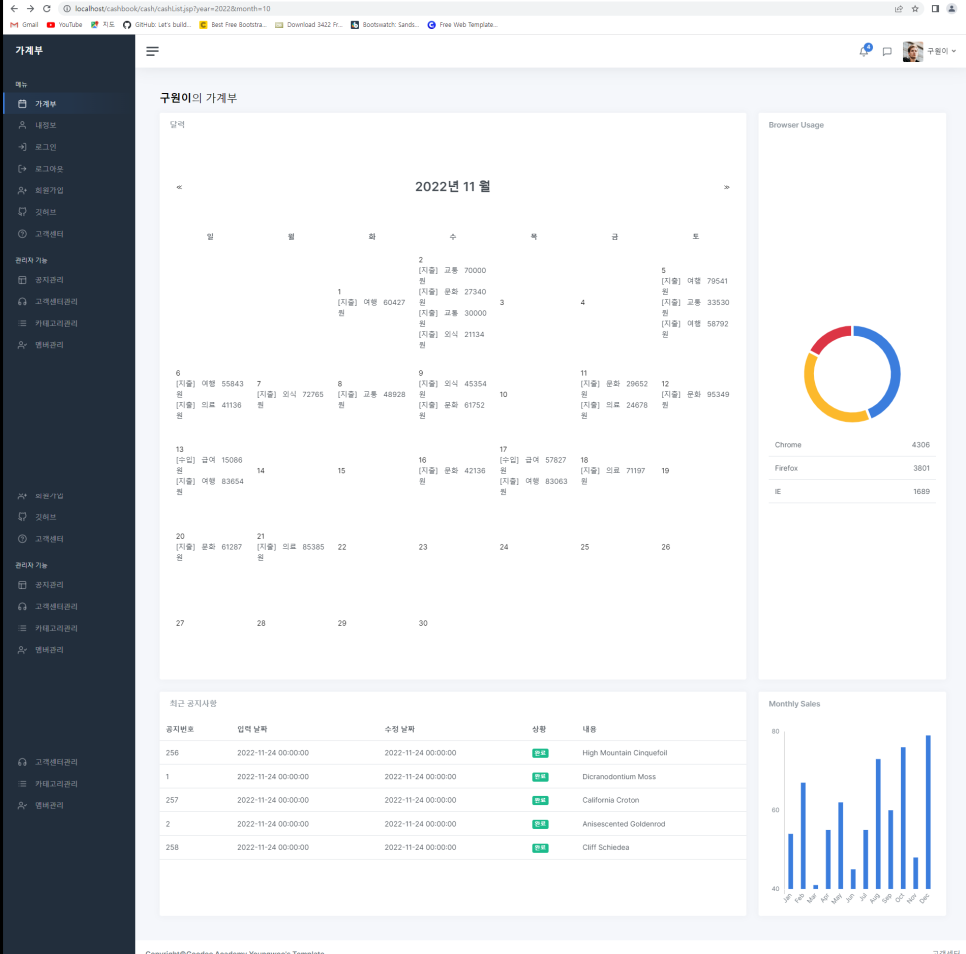 localhost/cashbook/cash/cashList.jsp?year=2022&month=10
Gmail YouTube 지도 GitHub: Let's build... Best Free Bootstra... Download 3422 Fr... Bootswatch: Sands... Free Web Template...
가계부
4
구원이
메뉴
가계부
내정보
로그인
로그아웃
회원가입
깃허브
고객센터
관리자 기능
공지관리
고객센터관리
카테고리관리
멤버관리
회원가입
깃허브
고객센터
관리자 기능
공지관리
고객센터관리
카테고리관리
멤버관리
고객센터관리
카테고리관리
멤버관리
구원이의 가계부
달력
« 2022년 11 월 »
일 월 화 수 목 금 토
1
[지출] 여행 60427
원
2
[지출] 교통 70000
원
[지출] 문화 27340
원
[지출] 교통 30000
원
[지출] 외식 21134
원
3
4
5
[지출] 여행 79541
원
[지출] 교통 33530
원
[지출] 여행 58792
원
6
[지출] 여행 55843
원
[지출] 의료 41136
원
7
[지출] 외식 72765
원
8
[지출] 교통 48928
원
9
[지출] 외식 45354
원
[지출] 문화 61752
원
10
11
[지출] 문화 29652
원
[지출] 의료 24678
원
12
[지출] 문화 95349
원
13
[수입] 급여 15086
원
[지출] 여행 83654
원
14
15
16
[지출] 문화 42136
원
17
[수입] 급여 57827
원
[지출] 여행 83063
원
18
[지출] 의료 71197
원
19
20
[지출] 문화 61287
원
21
[지출] 의료 85385
원
22
23
24
25
26
27
28
29
30
Browser Usage
Chrome 4306
Firefox 3801
IE 1689
최근 공지사항
공지번호 입력 날짜 수정 날짜 상황 내용
256 2022-11-24 00:00:00 2022-11-24 00:00:00 완료 High Mountain Cinquefoil
1 2022-11-24 00:00:00 2022-11-24 00:00:00 완료 Dicranodontium Moss
257 2022-11-24 00:00:00 2022-11-24 00:00:00 완료 California Croton
2 2022-11-24 00:00:00 2022-11-24 00:00:00 완료 Anisescented Goldenrod
258 2022-11-24 00:00:00 2022-11-24 00:00:00 완료 Cliff Schiedea
Monthly Sales
80
60
40
Jan Feb Mar Apr May Jun Jul Aug Sep Oct Nov Dec
Copyright©Goodee Academy Youngwoo's Template
고객센터